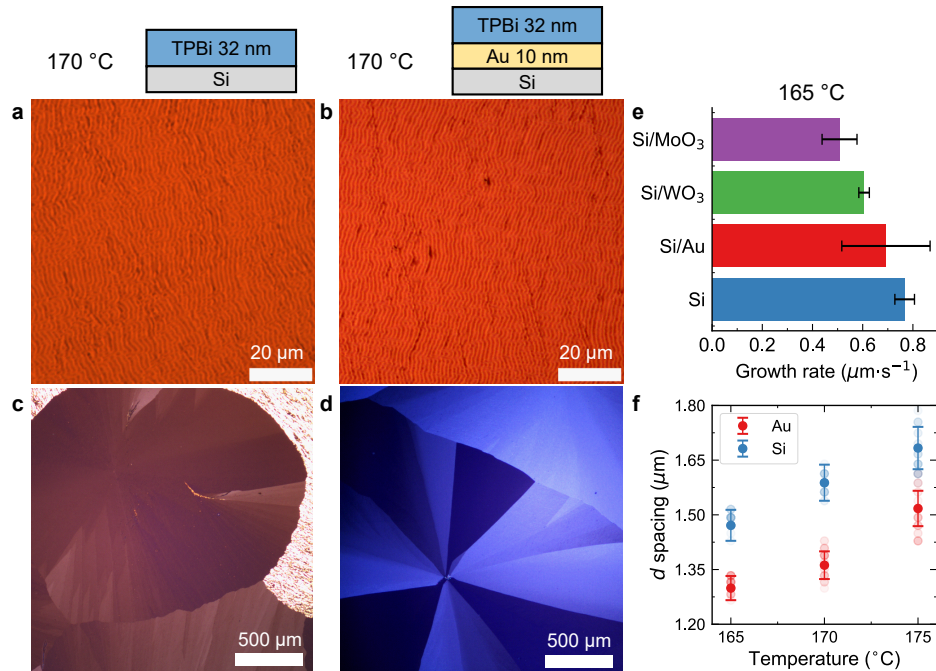 170 °C
TPBi 32 nm
Si
170 °C
TPBi 32 nm
Au 10 nm
Si
a
20 μm
b
20 μm
c
500 μm
d
500 μm
e
165 °C
Si/MoO₃
Si/WO₃
Si/Au
Si
0.0 0.2 0.4 0.6 0.8 1.0
Growth rate (μm·s⁻¹)
f
Au
Si
1.80
1.65
1.50
1.35
1.20
d spacing (μm)
165 170 175
Temperature (°C)